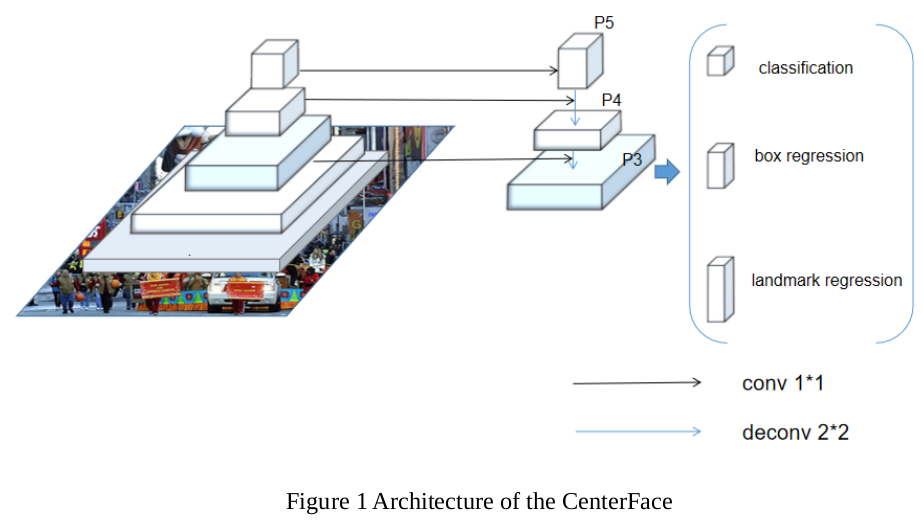 P5
classification
P4
box regression
P3
landmark regression
conv 1*1
deconv 2*2
Figure 1 Architecture of the CenterFace